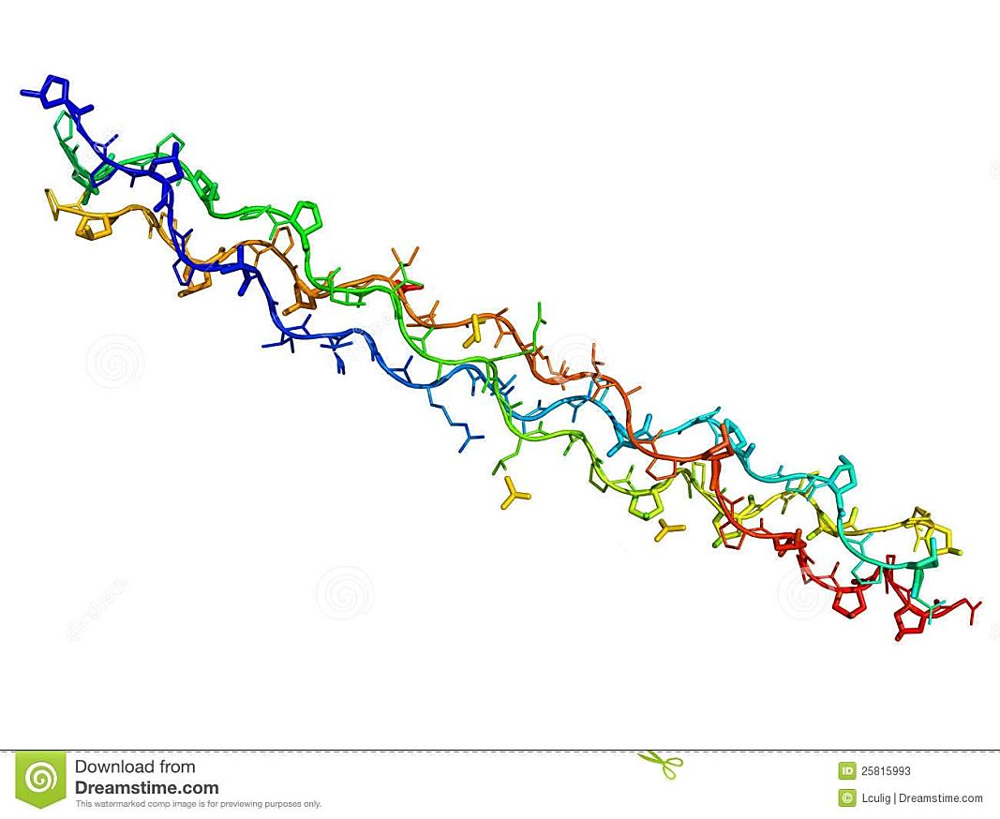 Download from
Dreamstime.com
This watermarked comp image is for previewing purposes only.
ID 25815993
© Lculig | Dreamstime.com